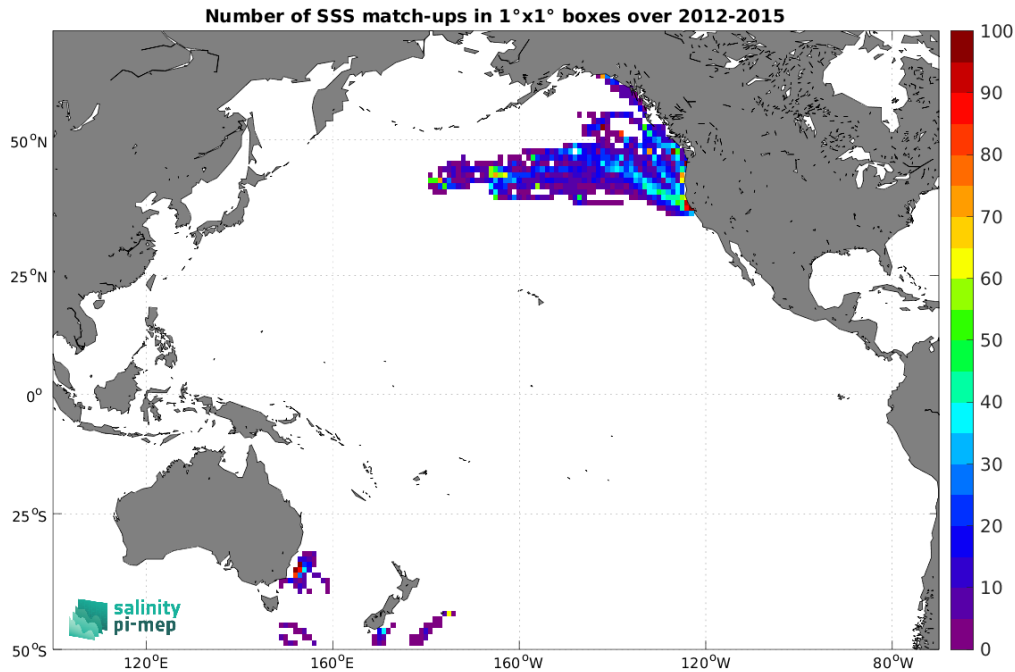 Number of SSS match-ups in 1°x1° boxes over 2012-2015
100
90
80
70
60
50
40
30
20
10
0
50°N
25°N
0°
25°S
50°S
120°E
160°E
160°W
120°W
80°W
salinity
pi-mep